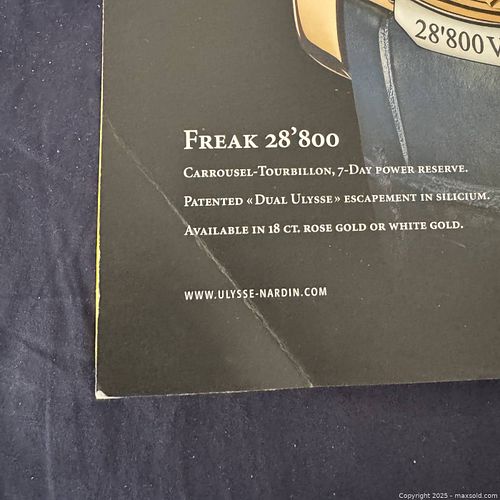 28'800 V
FREAK 28'800
CARROUSEL-TOURBILLON, 7-DAY POWER RESERVE.
PATENTED «DUAL ULYSSE» ESCAPEMENT IN SILICIUM.
AVAILABLE IN 18 CT. ROSE GOLD OR WHITE GOLD.
WWW.ULYSSE-NARDIN.COM
Copyright © 2025 - maxsold.com